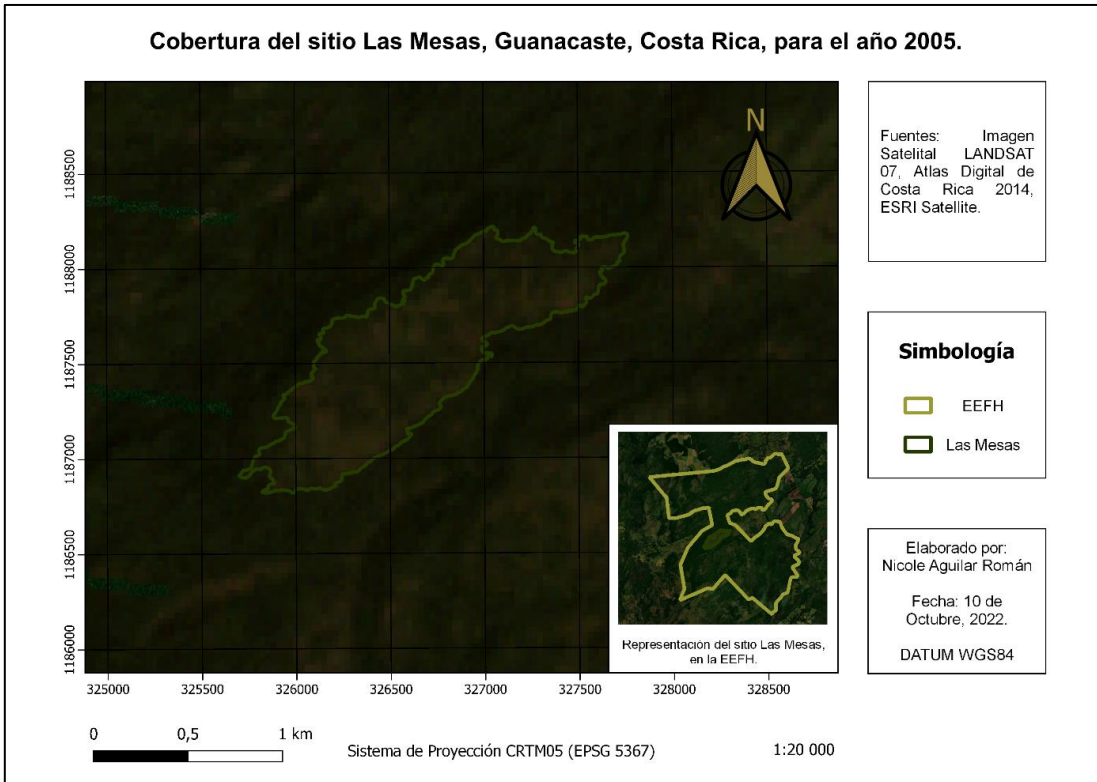 Cobertura del sitio Las Mesas, Guanacaste, Costa Rica, para el año 2005.
N
1188500
1188000
1187500
1187000
1186500
1186000
325000 325500 326000 326500 327000 327500 328000 328500
Fuentes: Imagen
Satelital LANDSAT
07, Atlas Digital de
Costa Rica 2014,
ESRI Satellite.
Simbología
EEFH
Las Mesas
Representación del sitio Las Mesas,
en la EEFH.
Elaborado por:
Nicole Aguilar Román
Fecha: 10 de
Octubre, 2022.
DATUM WGS84
0 0,5 1 km
Sistema de Proyección CRTM05 (EPSG 5367)
1:20 000